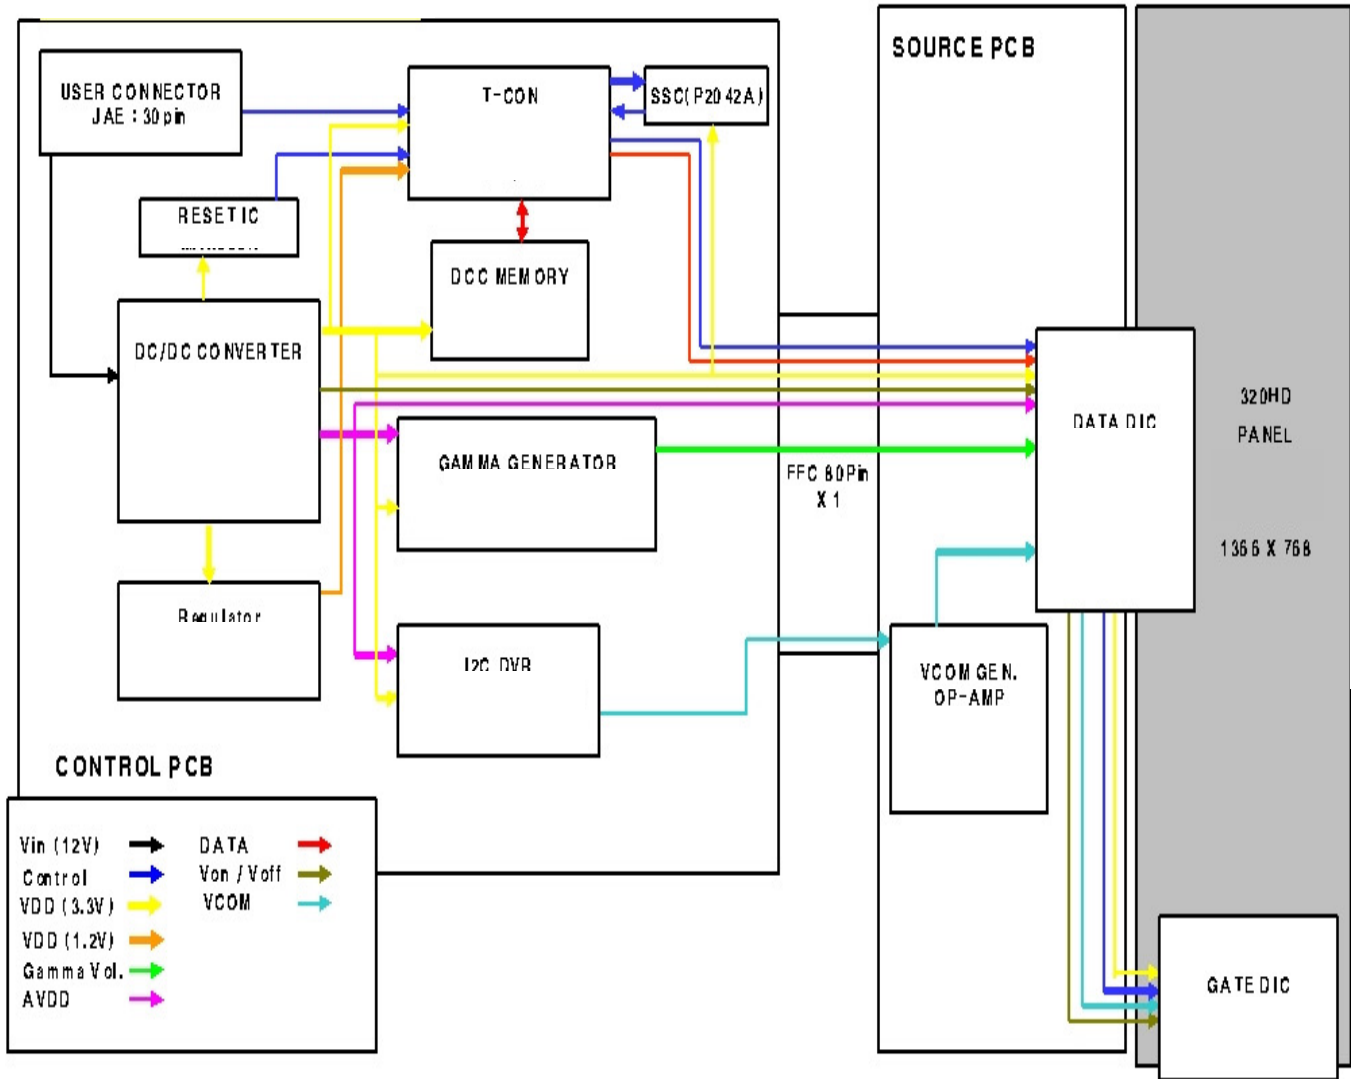 SOURCE PCB
USER CONNECTOR
JAE : 30pin
T-CON
SSC(P2042A)
RESET IC
DCC MEMORY
DC/DC CONVERTER
320HD
PANEL
DATA DIC
GAMMA GENERATOR
FFC 80Pin
X 1
1366 X 768
Regulator
I2C DVR
VCOM GEN.
OP-AMP
CONTROL PCB
Vin (12V)
DATA
Control
Von / Voff
VDD (3.3V)
VCOM
VDD (1.2V)
Gamma Vol.
AVDD
GATE DIC